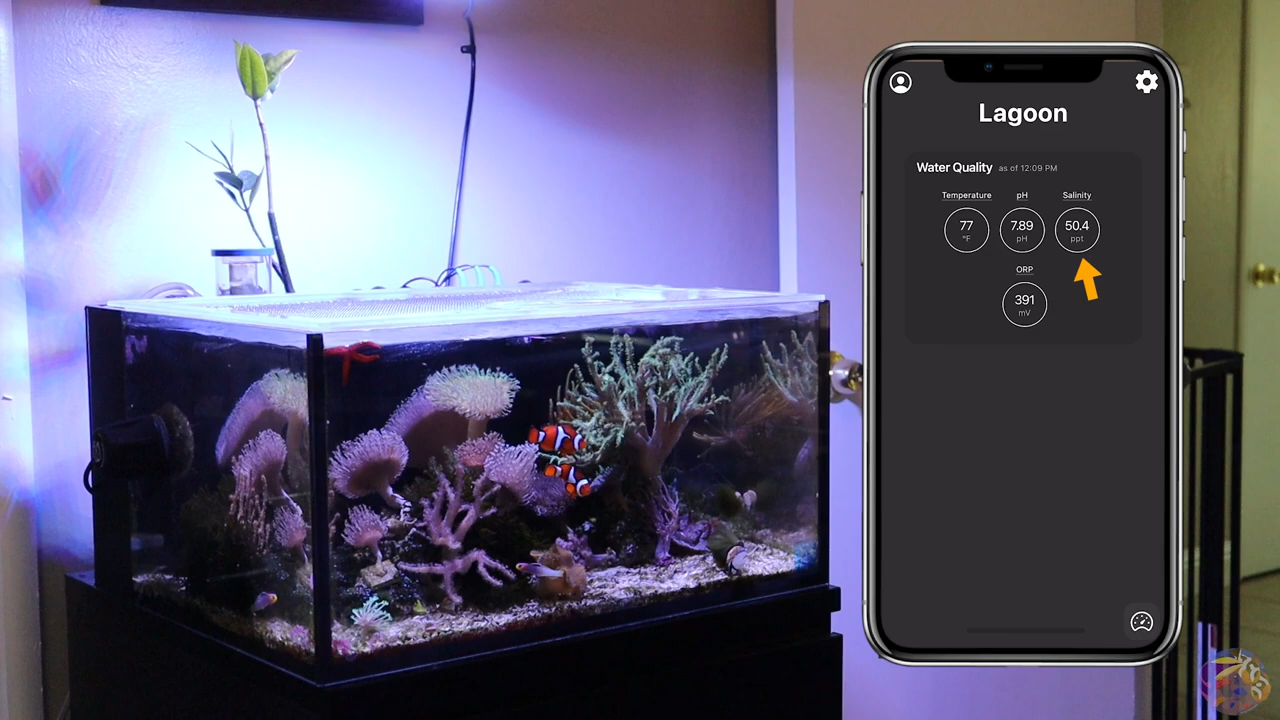 Lagoon
Water Quality as of 12:09 PM
Temperature pH Salinity
77 7.89 50.4
°F pH ppt
ORP
391
mV